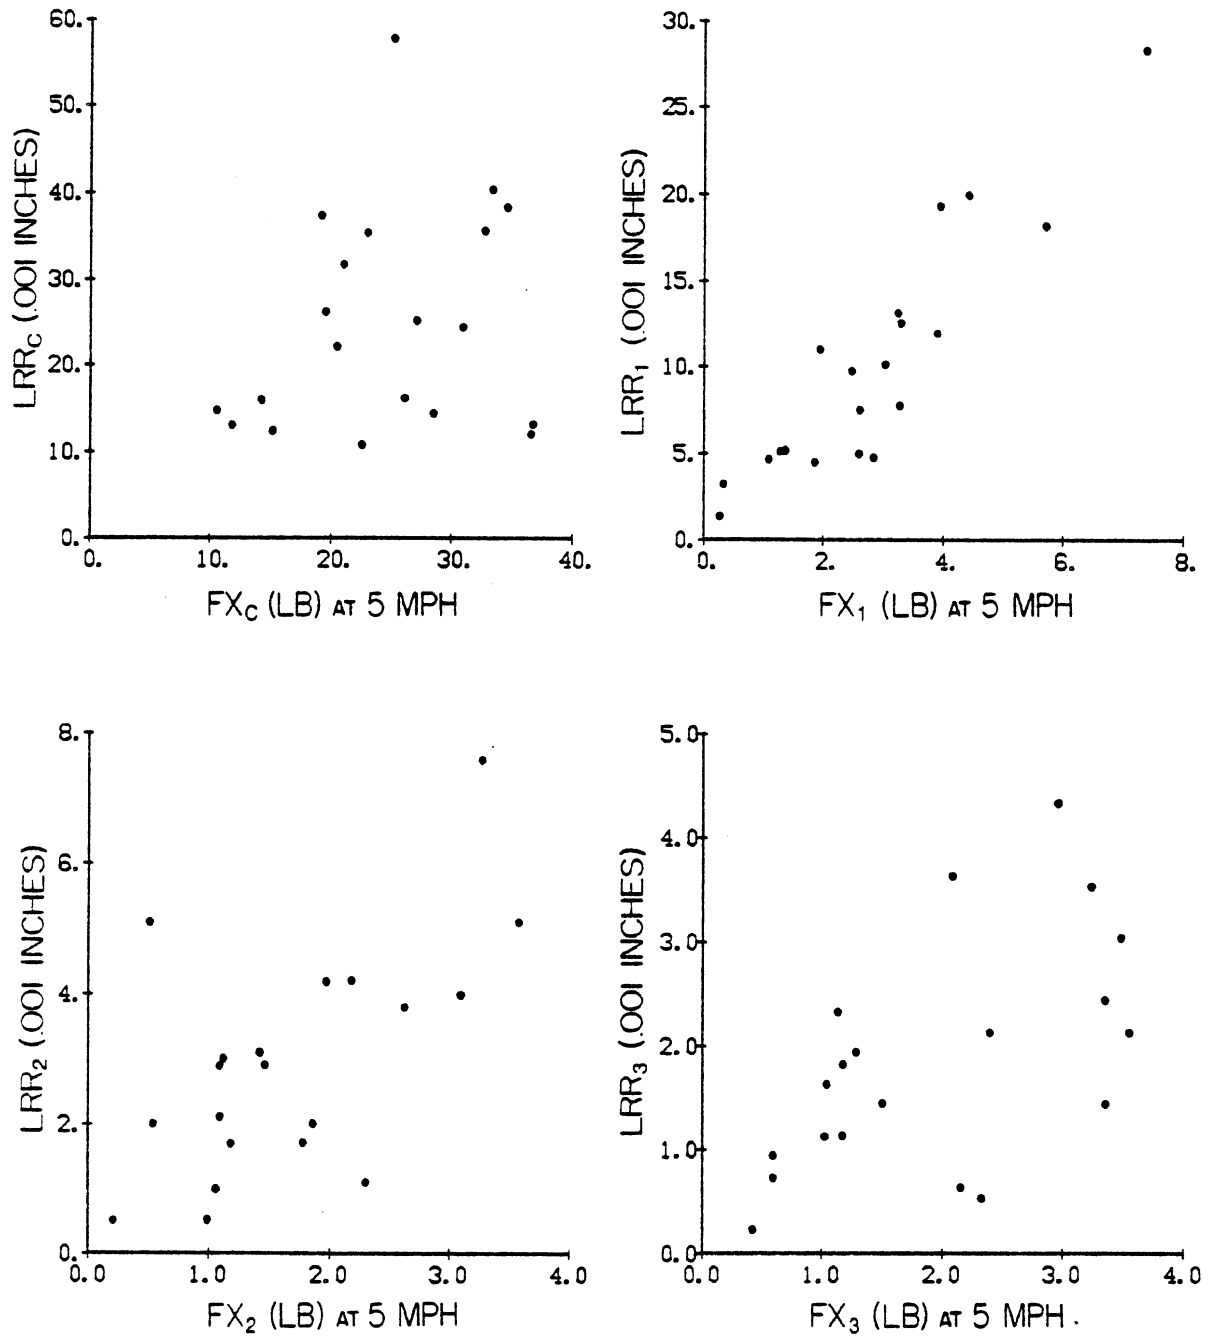 60.
50.
40.
30.
20.
10.
0.
LRRC (.001 INCHES)
0. 10. 20. 30. 40.
FXC (LB) AT 5 MPH
30.
25.
20.
15.
10.
5.
0.
LRR1 (.001 INCHES)
0. 2. 4. 6. 8.
FX1 (LB) AT 5 MPH
8.
6.
4.
2.
0.
LRR2 (.001 INCHES)
0.0 1.0 2.0 3.0 4.0
FX2 (LB) AT 5 MPH
5.0
4.0
3.0
2.0
1.0
0.0
LRR3 (.001 INCHES)
0.0 1.0 2.0 3.0 4.0
FX3 (LB) AT 5 MPH.